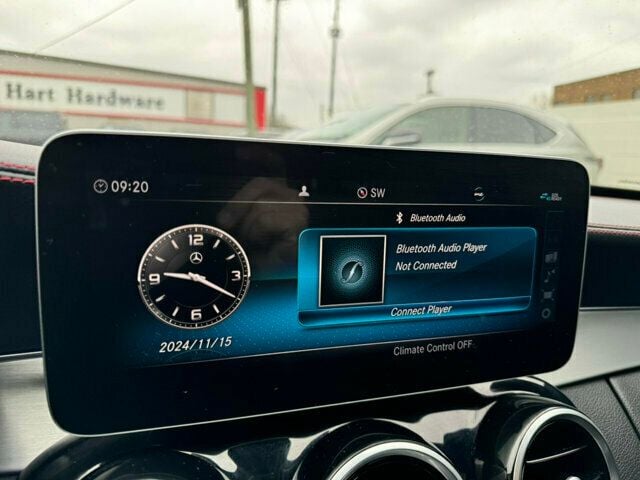 Hart Hardware
09:20
SW
Bluetooth Audio
12
3
6
9
Bluetooth Audio Player
Not Connected
Connect Player
2024/11/15
Climate Control OFF